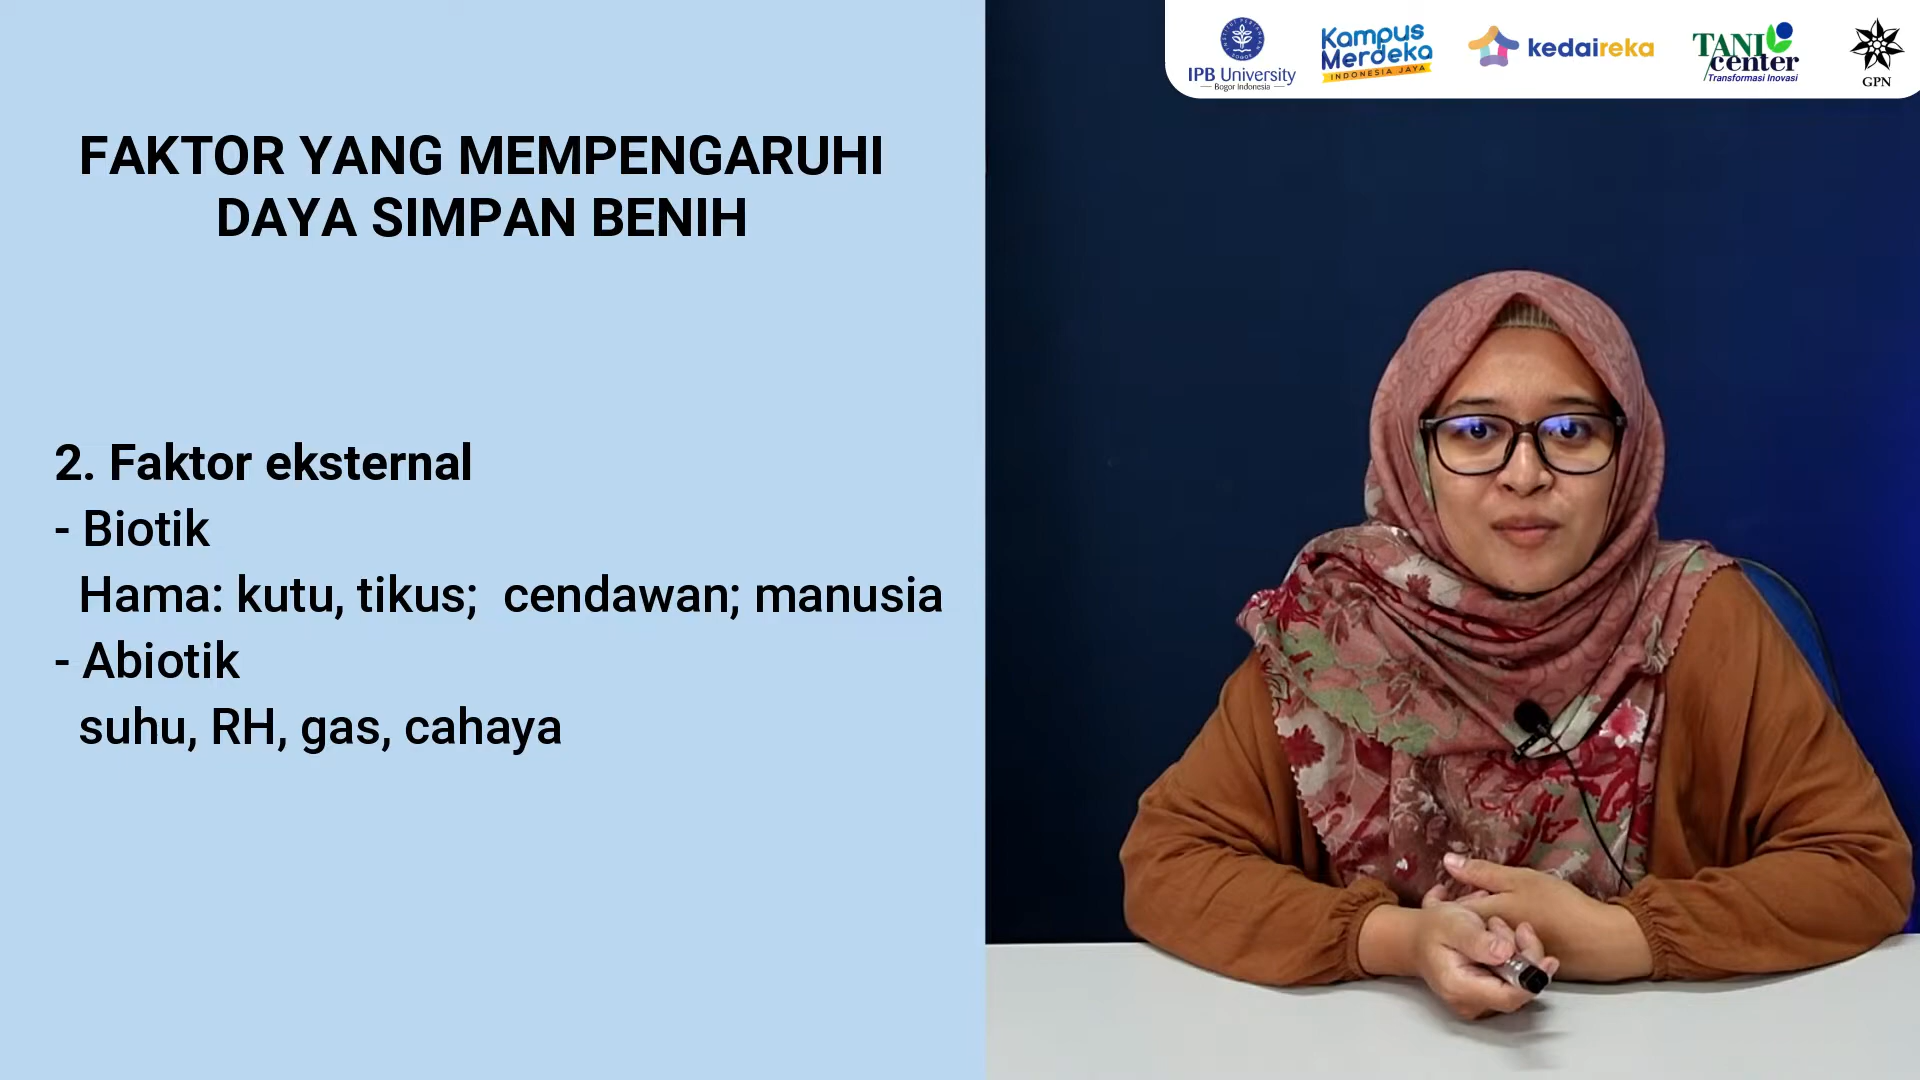 IPB University
Bogor Indonesia
Kampus
Merdeka
INDONESIA JAYA
kedaireka
TANI
center
Transformasi Inovasi
GPN
FAKTOR YANG MEMPENGARUHI
DAYA SIMPAN BENIH
2. Faktor eksternal
- Biotik
Hama: kutu, tikus; cendawan; manusia
- Abiotik
suhu, RH, gas, cahaya